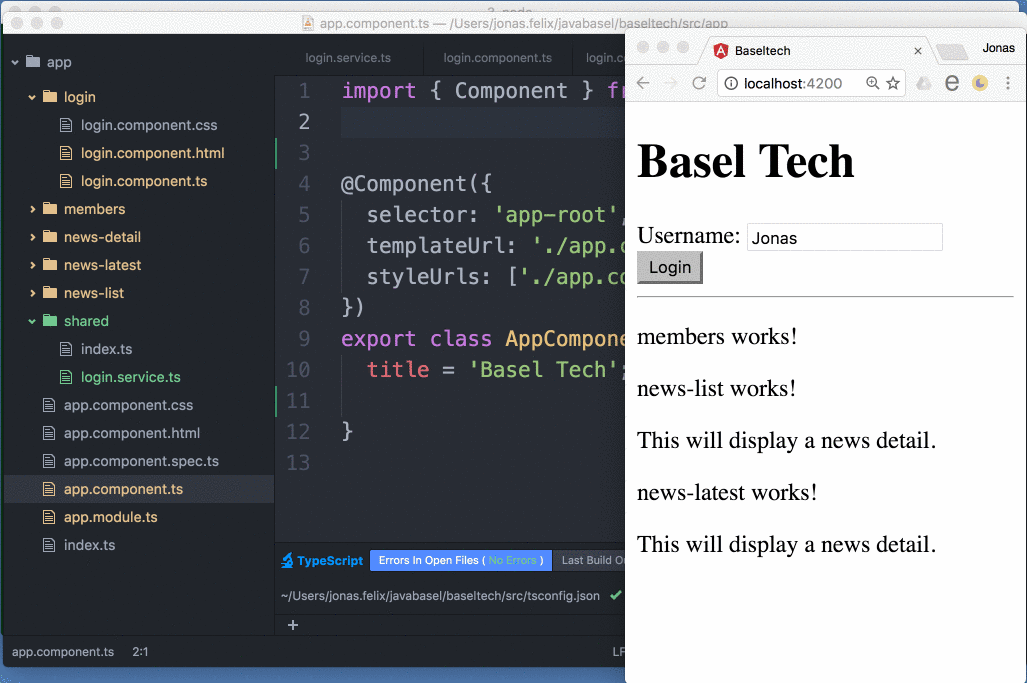 2. node
app.component.ts — /Users/jonas.felix/javabasel/baseltech/src/app
app
login
login.component.css
login.component.html
login.component.ts
members
news-detail
news-latest
news-list
shared
index.ts
login.service.ts
app.component.css
app.component.html
app.component.spec.ts
app.component.ts
app.module.ts
index.ts
login.service.ts login.component.ts login.c
1 import { Component } fr
2
3
4 @Component({
5 selector: 'app-root',
6 templateUrl: './app.c
7 styleUrls: ['./app.co
8 })
9 export class AppCompone
10 title = 'Basel Tech';
11
12 }
13
TypeScript Errors In Open Files ( No Errors ) Last Build Ou
~/Users/jonas.felix/javabasel/baseltech/src/tsconfig.json
+
app.component.ts 2:1 LF
Baseltech Jonas
localhost:4200
Basel Tech
Username: Jonas
Login
members works!
news-list works!
This will display a news detail.
news-latest works!
This will display a news detail.